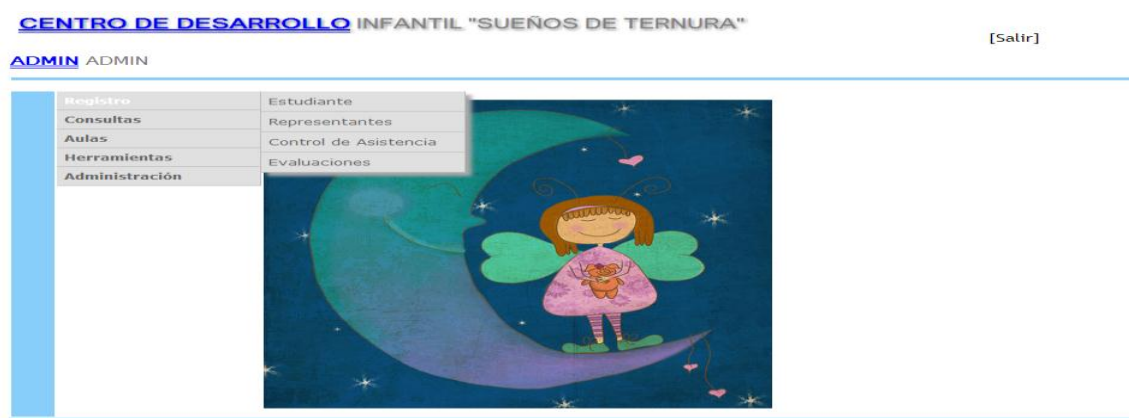 CENTRO DE DESARROLLO INFANTIL "SUEÑOS DE TERNURA"
[Salir]
ADMIN ADMIN
Registro
Consultas
Aulas
Herramientas
Administración
Estudiante
Representantes
Control de Asistencia
Evaluaciones